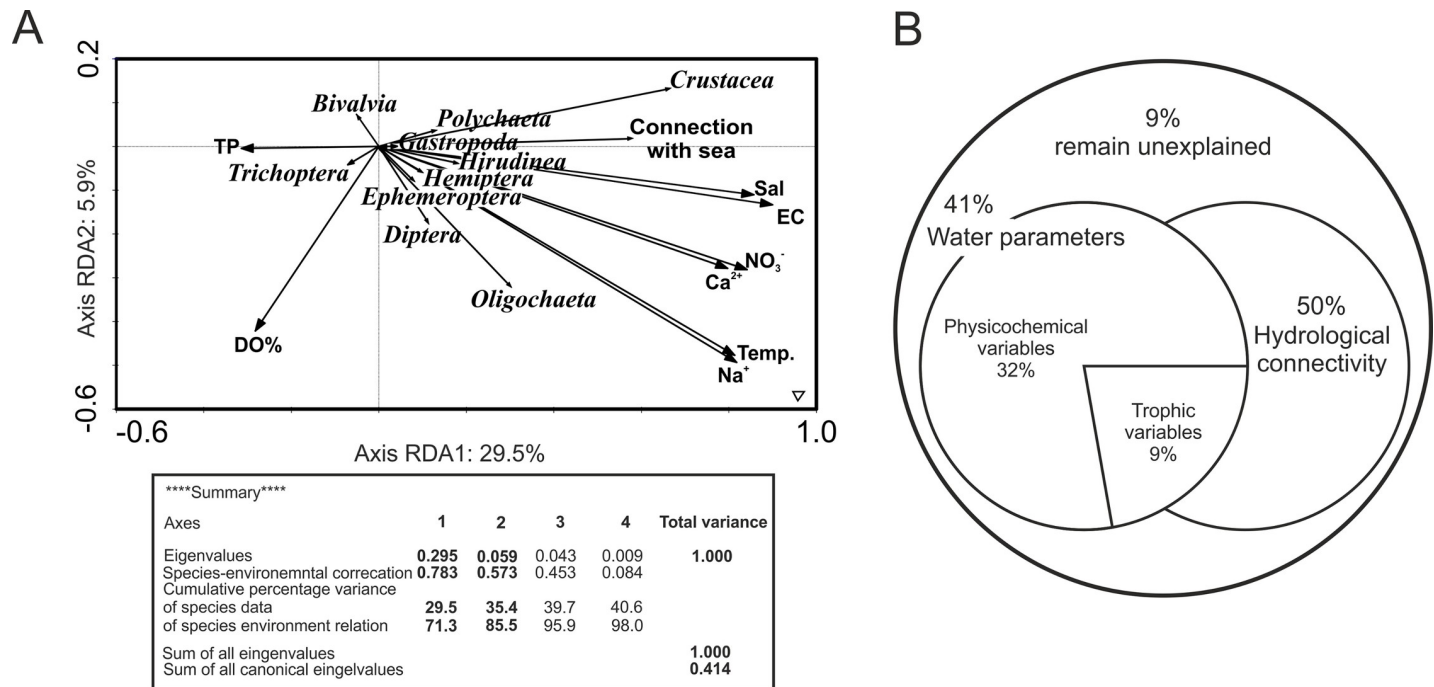 A
0.2
-0.6
-0.6
1.0
Axis RDA2: 5.9%
Axis RDA1: 29.5%
Crustacea
Bivalvia
Polychaeta
Connection
with sea
Gastropoda
TP
Hirudinea
Trichoptera
Hemiptera
Sal
Ephemeroptera
EC
Diptera
NO₃⁻
Ca²⁺
Oligochaeta
DO%
Temp.
Na⁺
****Summary****
Axes 1 2 3 4 Total variance
Eigenvalues 0.295 0.059 0.043 0.009 1.000
Species-environemntal correcation 0.783 0.573 0.453 0.084
Cumulative percentage variance
of species data 29.5 35.4 39.7 40.6
of species environment relation 71.3 85.5 95.9 98.0
Sum of all eingenvalues 1.000
Sum of all canonical eingelvalues 0.414
B
9%
remain unexplained
41%
Water parameters
Physicochemical
variables
32%
Trophic
variables
9%
50%
Hydrological
connectivity